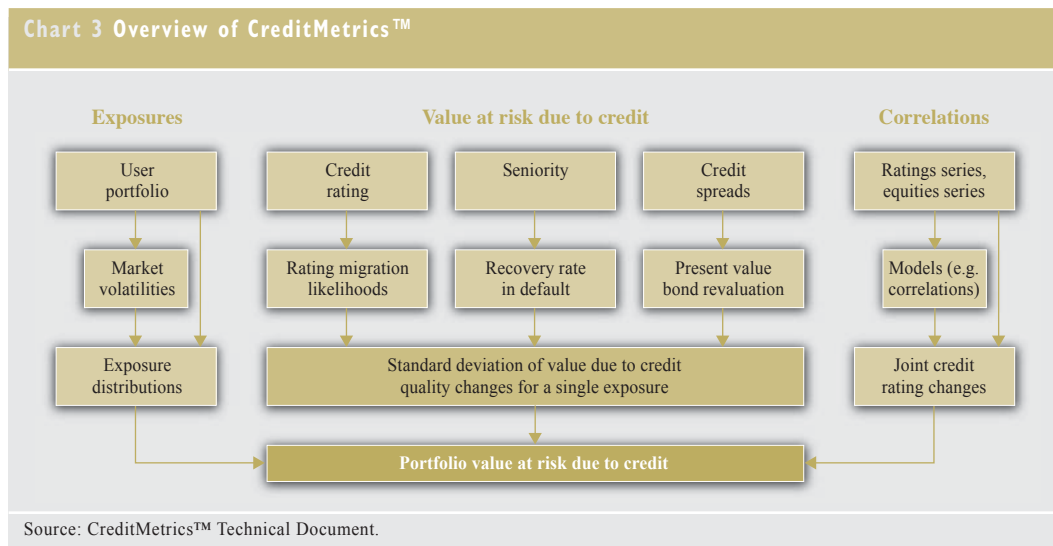 Chart 3 Overview of CreditMetrics™
Exposures
Value at risk due to credit
Correlations
User
portfolio
Credit
rating
Seniority
Credit
spreads
Ratings series,
equities series
Market
volatilities
Rating migration
likelihoods
Recovery rate
in default
Present value
bond revaluation
Models (e.g.
correlations)
Exposure
distributions
Standard deviation of value due to credit
quality changes for a single exposure
Joint credit
rating changes
Portfolio value at risk due to credit
Source: CreditMetrics™ Technical Document.